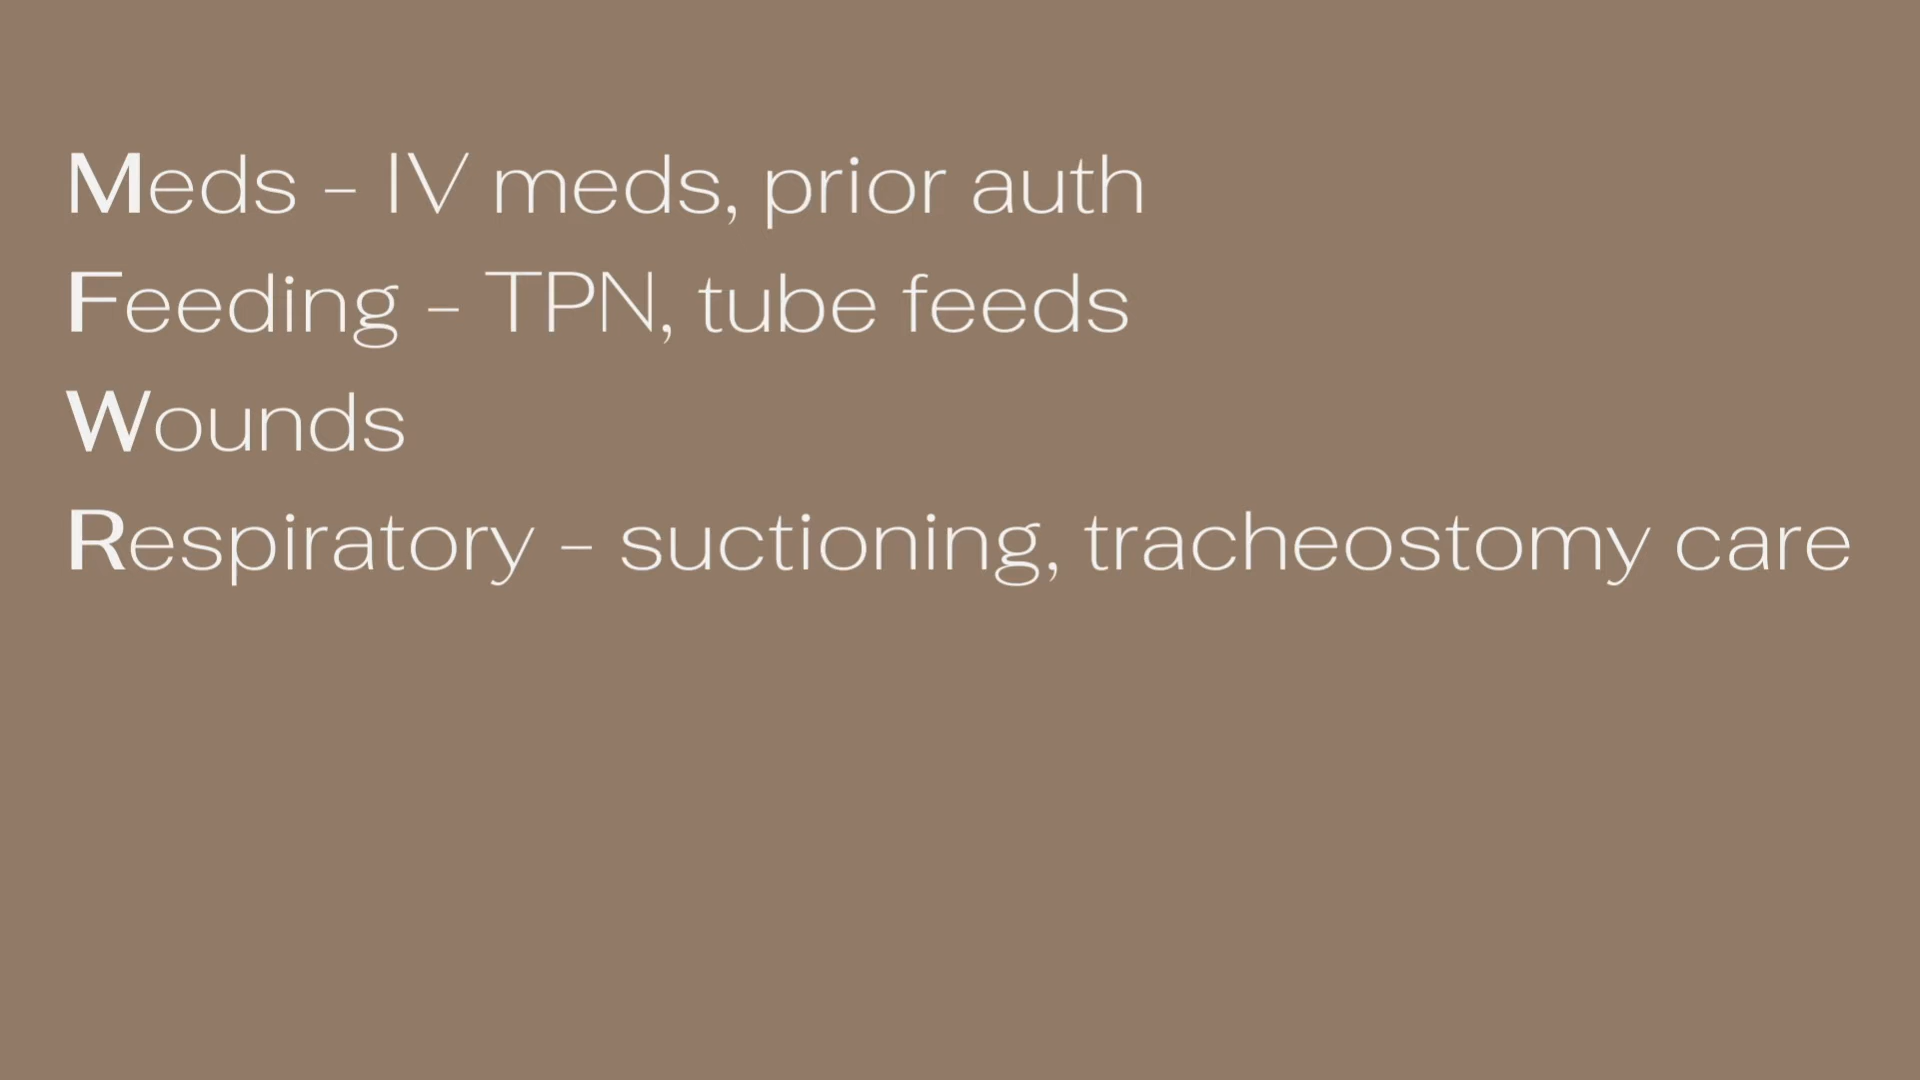 Meds - IV meds, prior auth
Feeding - TPN, tube feeds
Wounds
Respiratory - suctioning, tracheostomy care